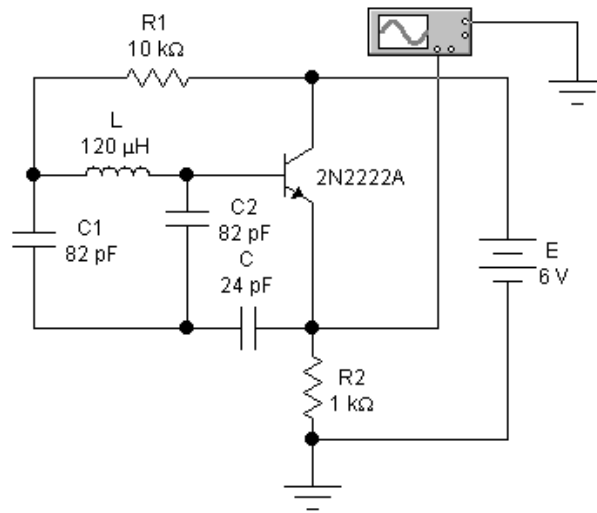 R1
10 kΩ
L
120 µH
2N2222A
C1
82 pF
C2
82 pF
C
24 pF
E
6 V
R2
1 kΩ